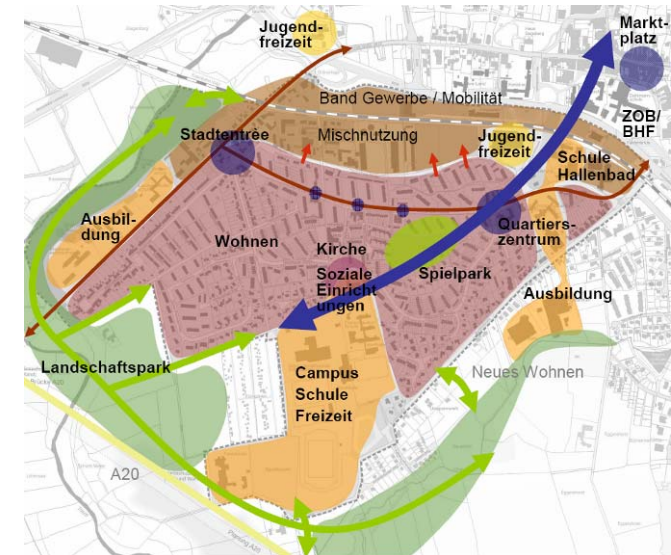 Jugend-
freizeit
Markt-
platz
Band Gewerbe / Mobilität
ZOB/
BHF
Stadtentrèe
Mischnutzung
Jugend-
freizeit
Schule
Hallenbad
Ausbil-
dung
Wohnen
Kirche
Quartiers-
zentrum
Soziale
Einricht
ungen
Spielpark
Ausbildung
Landschaftspark
Campus
Schule
Freizeit
Neues Wohnen
A20